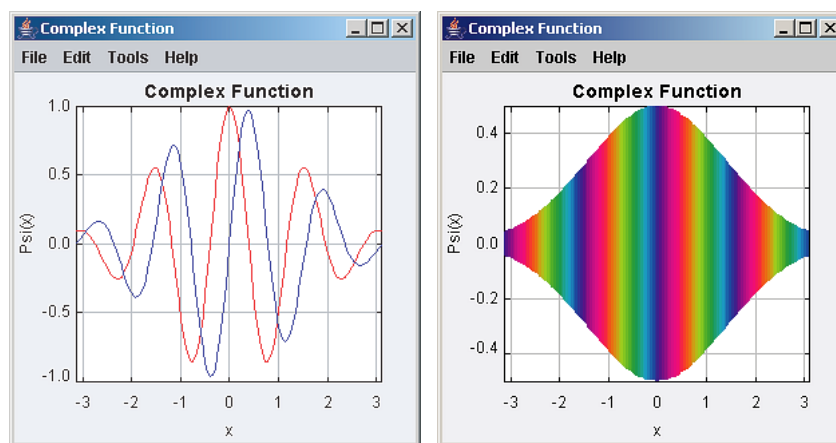 Complex Function
File Edit Tools Help
Complex Function
1.0
0.5
0.0
-0.5
-1.0
Psi(x)
-3 -2 -1 0 1 2 3
x
Complex Function
File Edit Tools Help
Complex Function
0.4
0.2
0.0
-0.2
-0.4
Psi(x)
-3 -2 -1 0 1 2 3
x